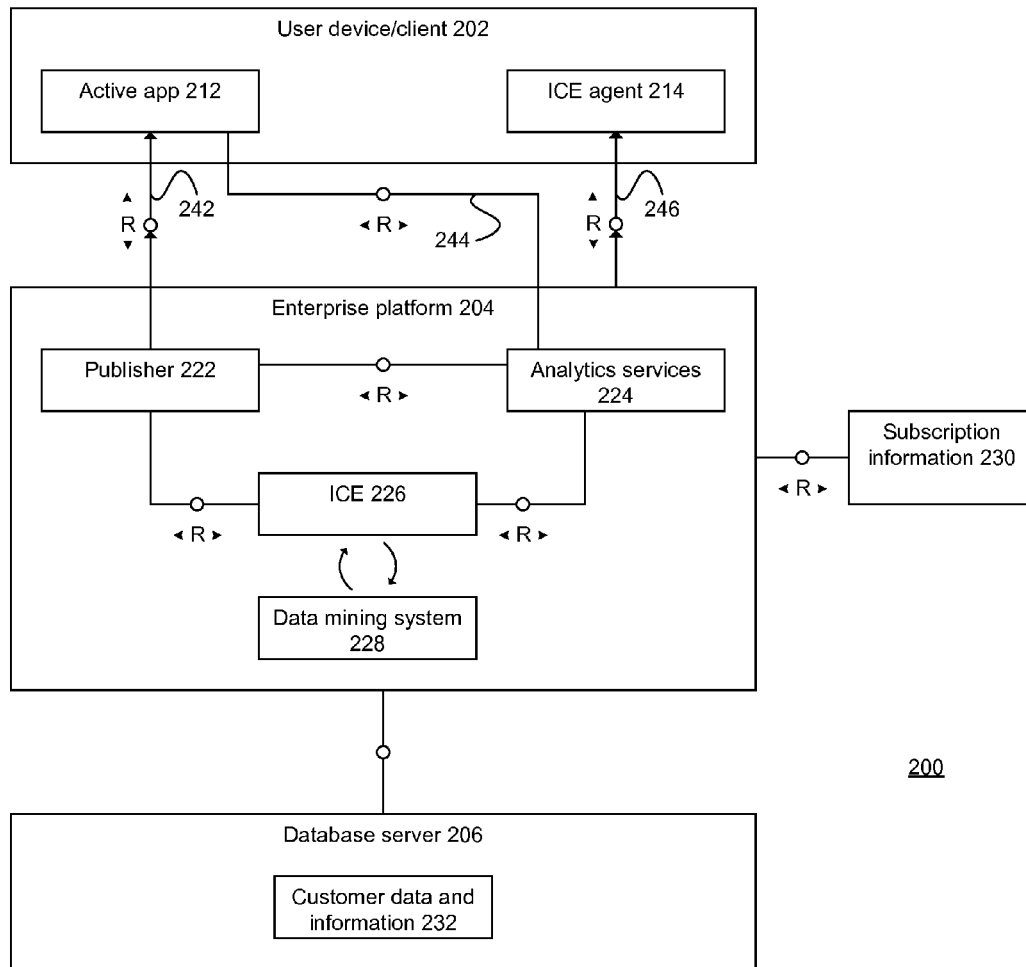 User device/client 202
Active app 212
ICE agent 214
R
242
R
244
R
246
Enterprise platform 204
Publisher 222
R
Analytics services
224
Subscription
information 230
R
ICE 226
R
R
Data mining system
228
200
Database server 206
Customer data and
information 232